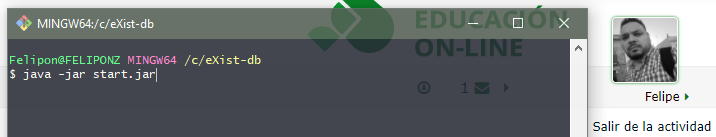 MINGW64:/c/eXist-db
EDUCACIÓN
ON-LINE
Felipon@FELIPONZ MINGW64 /c/eXist-db
$ java -jar start.jar
1
Felipe
Salir de la actividad